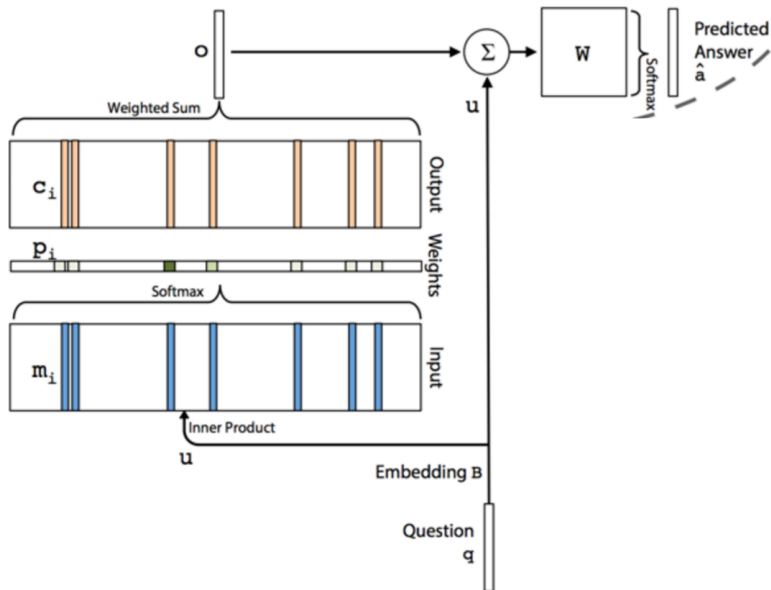 o
Σ
W
Softmax
Predicted
Answer
â
u
Weighted Sum
c_i
Output
p_i
Weights
Softmax
m_i
Input
Inner Product
u
Embedding B
Question
q